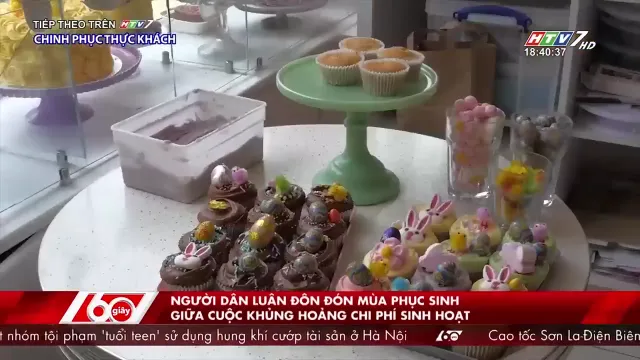 TIẾP THEO TRÊN HTV7
CHINH PHỤC THỰC KHÁCH
HTV7 HD
18:40:37
60 giây
NGƯỜI DÂN LUÂN ĐÔN ĐÓN MÙA PHỤC SINH
GIỮA CUỘC KHỦNG HOẢNG CHI PHÍ SINH HOẠT
t nhóm tội phạm 'tuổi teen' sử dụng hung khí cướp tài sản ở Hà Nội
60 giây
Cao tốc Sơn La-Điện Biên